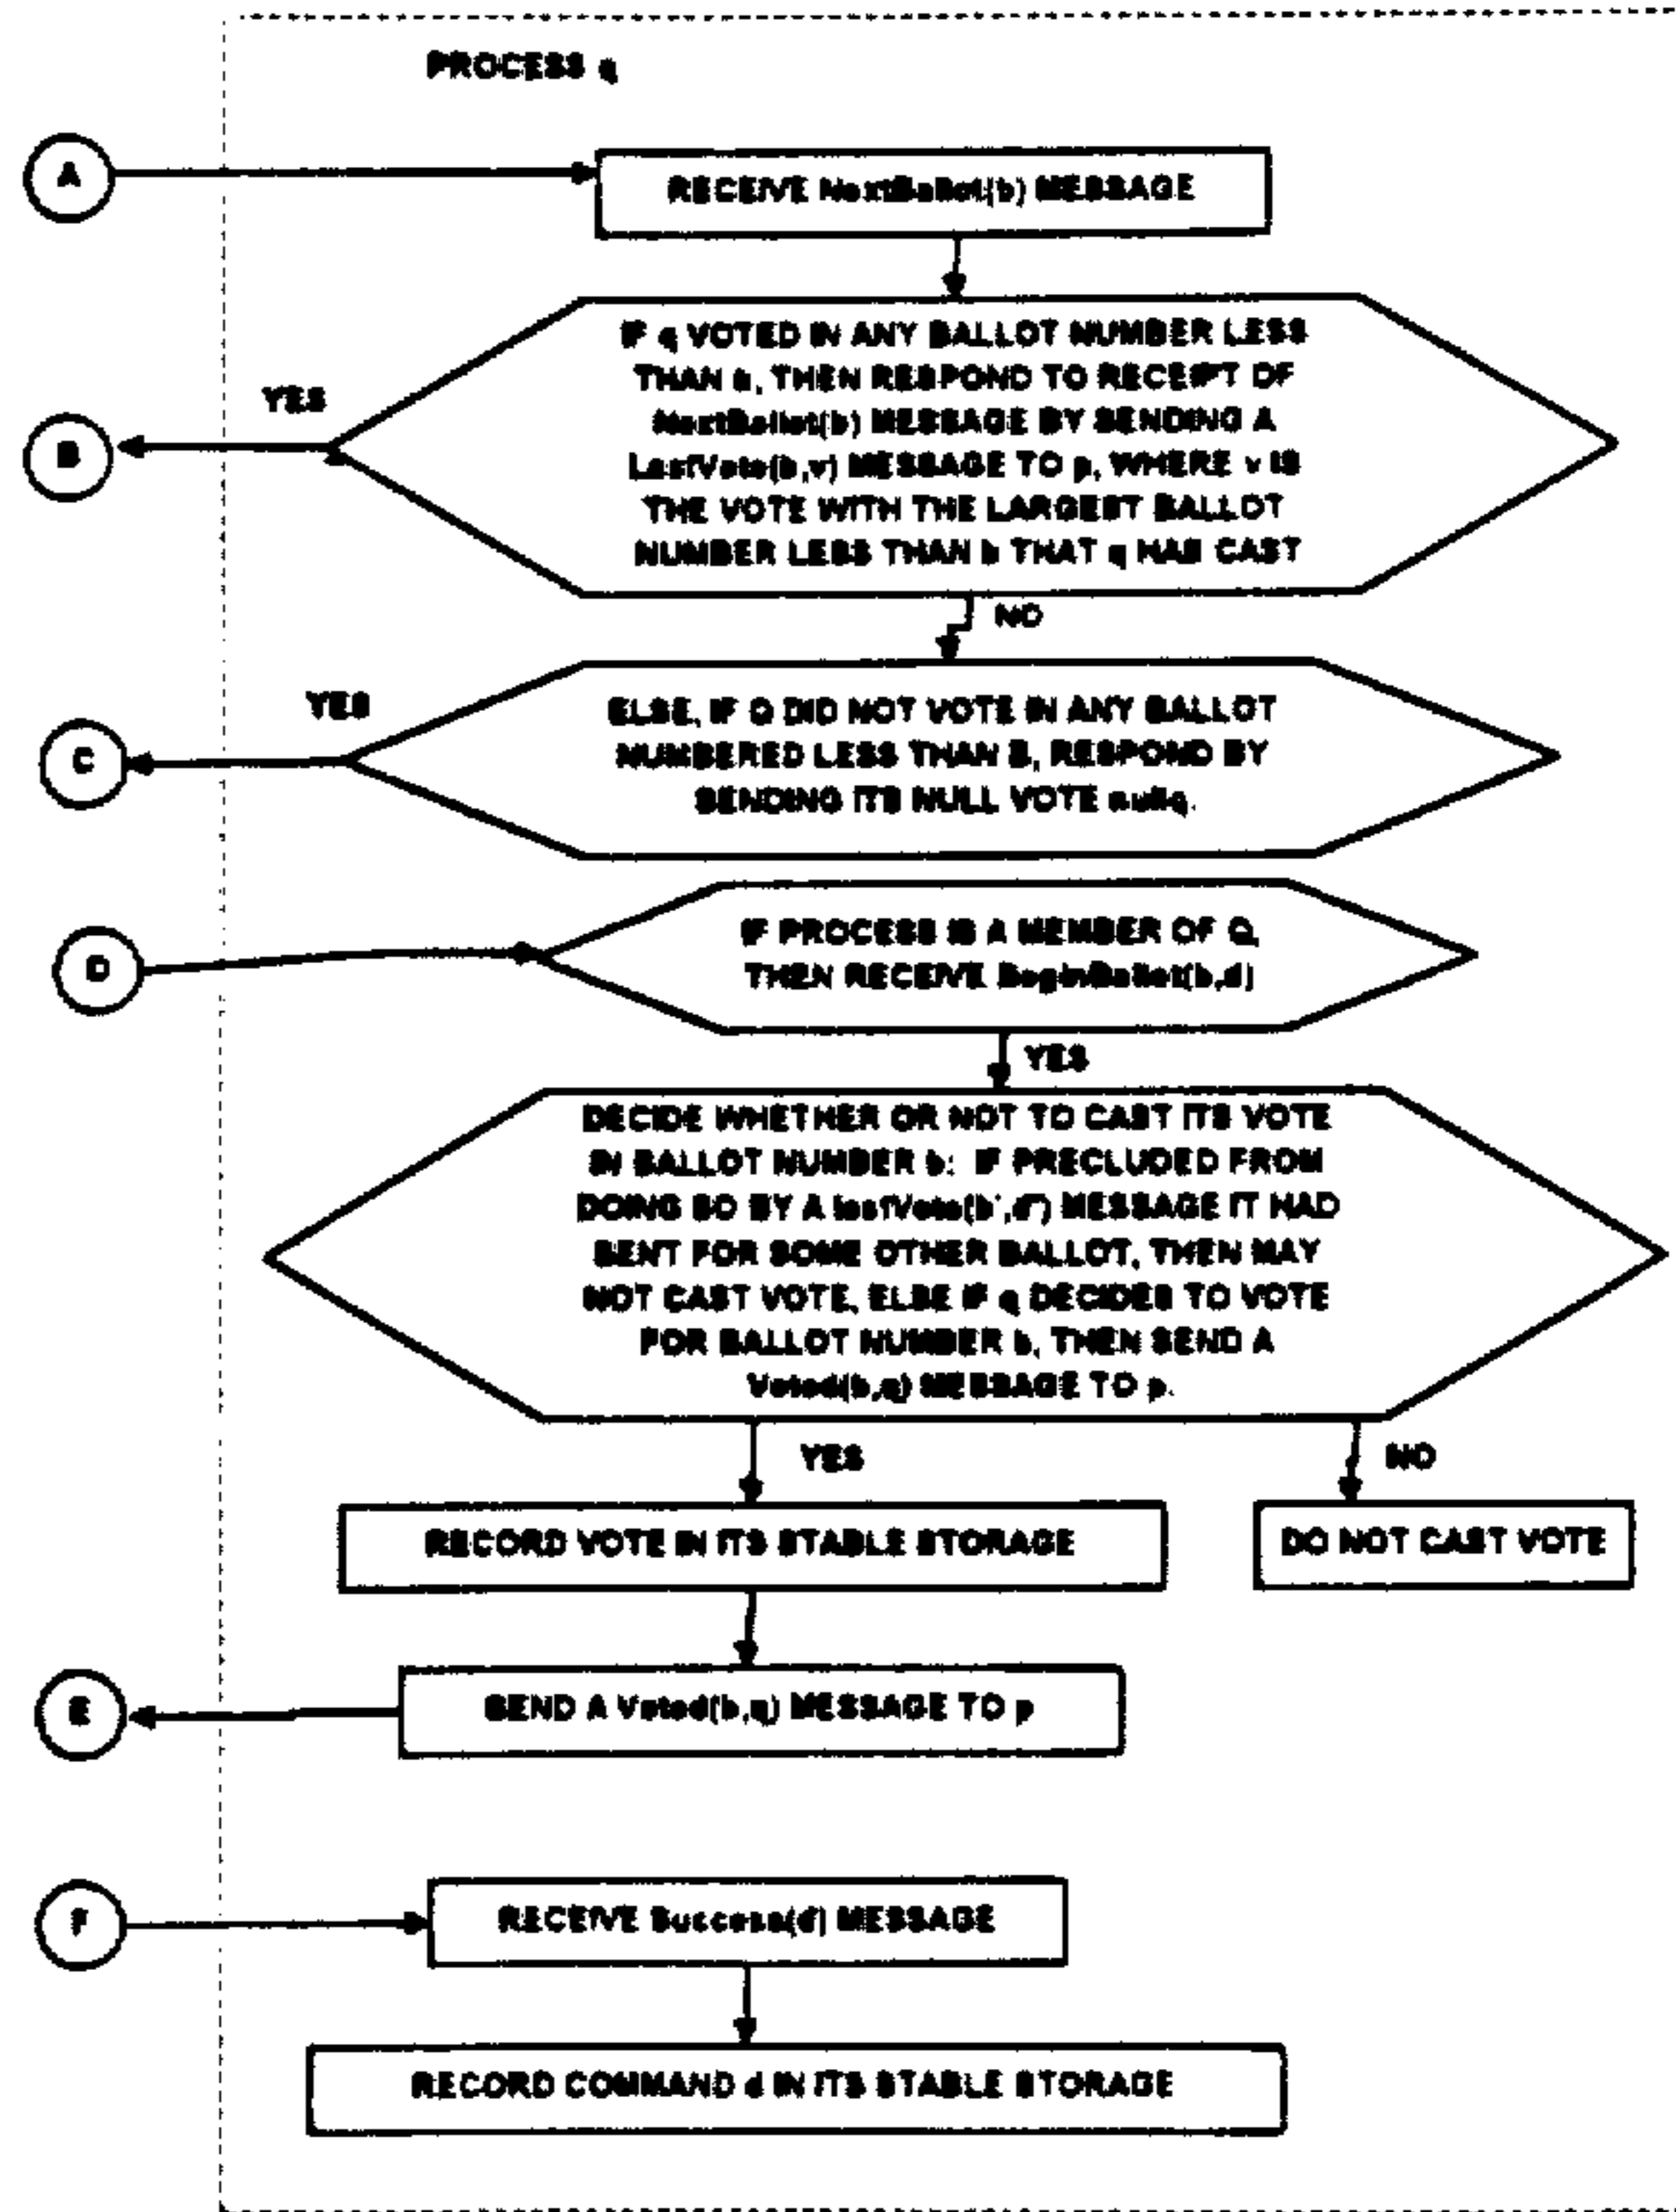 PROCESS q
A
RECEIVE NextBallot(b) MESSAGE
IF q VOTED IN ANY BALLOT NUMBER LESS
THAN b, THEN RESPOND TO RECEIPT OF
NextBallot(b) MESSAGE BY SENDING A
LastVote(b,v) MESSAGE TO p, WHERE v IS
THE VOTE WITH THE LARGEST BALLOT
NUMBER LESS THAN b THAT q HAS CAST
YES
B
NO
ELSE, IF Q DID NOT VOTE IN ANY BALLOT
NUMBERED LESS THAN B, RESPOND BY
SENDING ITS NULL VOTE nullq.
YES
C
D
IF PROCESS IS A MEMBER OF Q,
THEN RECEIVE BeginBallot(b,d)
YES
DECIDE WHETHER OR NOT TO CAST ITS VOTE
IN BALLOT NUMBER b: IF PRECLUDED FROM
DOING SO BY A lastVote(b',d') MESSAGE IT HAD
SENT FOR SOME OTHER BALLOT, THEN MAY
NOT CAST VOTE, ELSE IF q DECIDES TO VOTE
FOR BALLOT NUMBER b, THEN SEND A
Voted(b,q) MESSAGE TO p.
YES
NO
RECORD VOTE IN ITS STABLE STORAGE
DO NOT CAST VOTE
E
SEND A Voted(b,q) MESSAGE TO p
F
RECEIVE Success(d) MESSAGE
RECORD COMMAND d IN ITS STABLE STORAGE